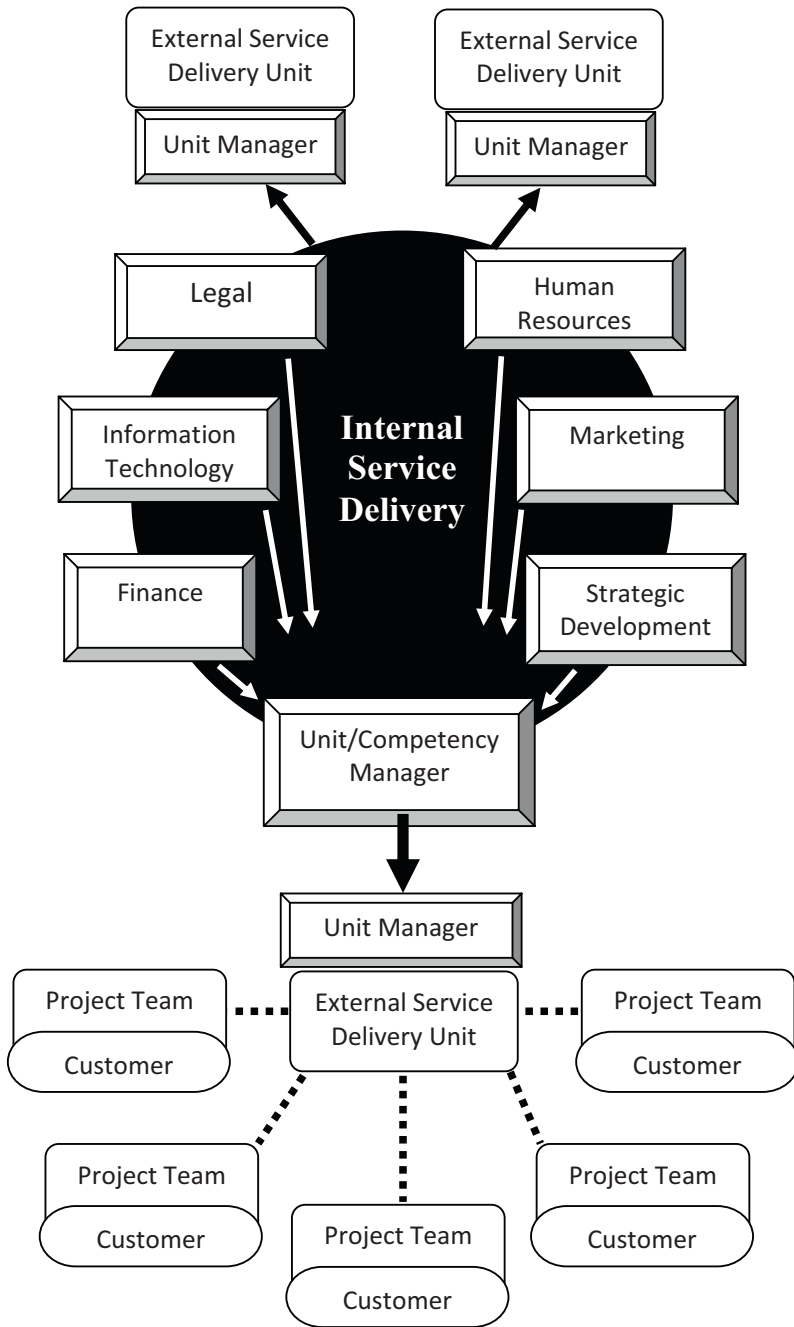 External Service
Delivery Unit
Unit Manager
External Service
Delivery Unit
Unit Manager
Legal
Human
Resources
Information
Technology
Internal
Service
Delivery
Marketing
Finance
Strategic
Development
Unit/Competency
Manager
Unit Manager
External Service
Delivery Unit
Project Team
Customer
Project Team
Customer
Project Team
Customer
Project Team
Customer
Project Team
Customer